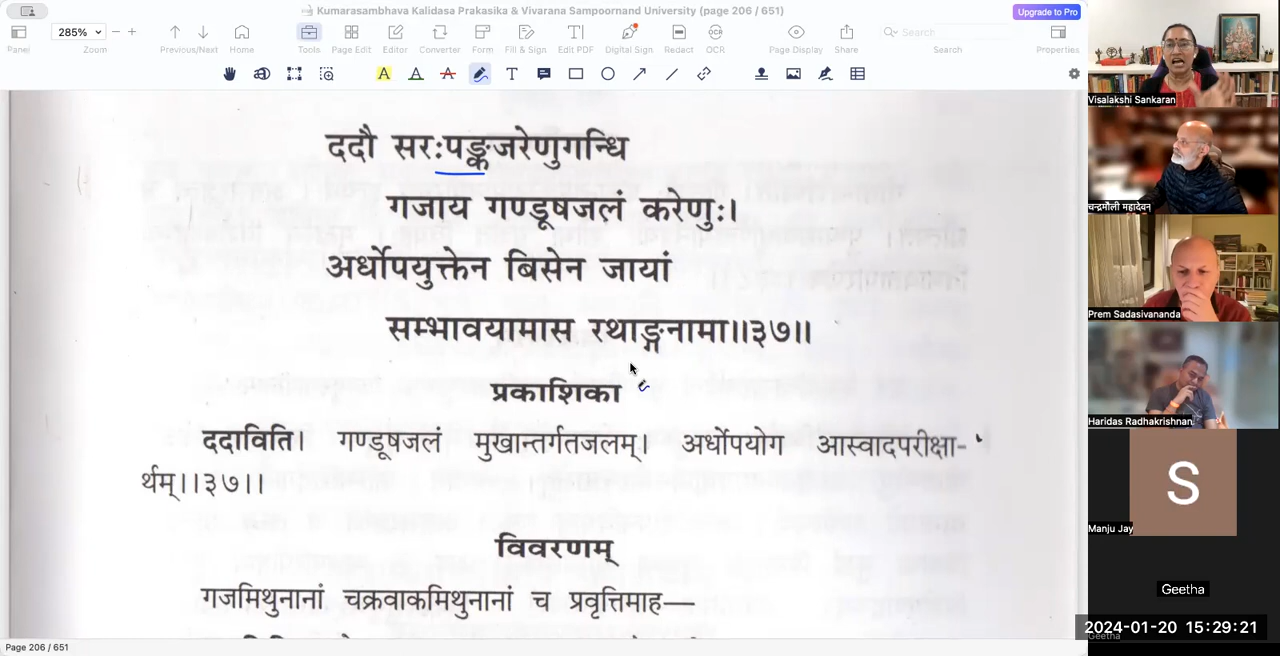 Kumarasambhava Kalidasa Prakasika & Vivarana Sampoornand University (page 206 / 651)
Upgrade to Pro
285%
Panel
Zoom
Previous/Next
Home
Tools
Page Edit
Editor
Converter
Form
Fill & Sign
Edit PDF
Digital Sign
Redact
OCR
Page Display
Share
Search
Search
Properties
ददौ सरःपङ्कजरेणुगन्धि
गजाय गण्डूषजलं करेणुः।
अर्धोपयुक्तेन बिसेन जायां
सम्भावयामास रथाङ्गनामा॥३७॥
प्रकाशिका
ददाविति। गण्डूषजलं मुखान्तर्गतजलम्। अर्धोपयोग आस्वादपरीक्षा-
र्थम्।।३७।।
विवरणम्
गजमिथुनानां चक्रवाकमिथुनानां च प्रवृत्तिमाह—
Page 206 / 651
Visalakshi Sankaran
चन्द्रमौली महादेवन
Prem Sadasivananda
Haridas Radhakrishnan
S
Manju Jay
Geetha
2024-01-20 15:29:21
Geetha